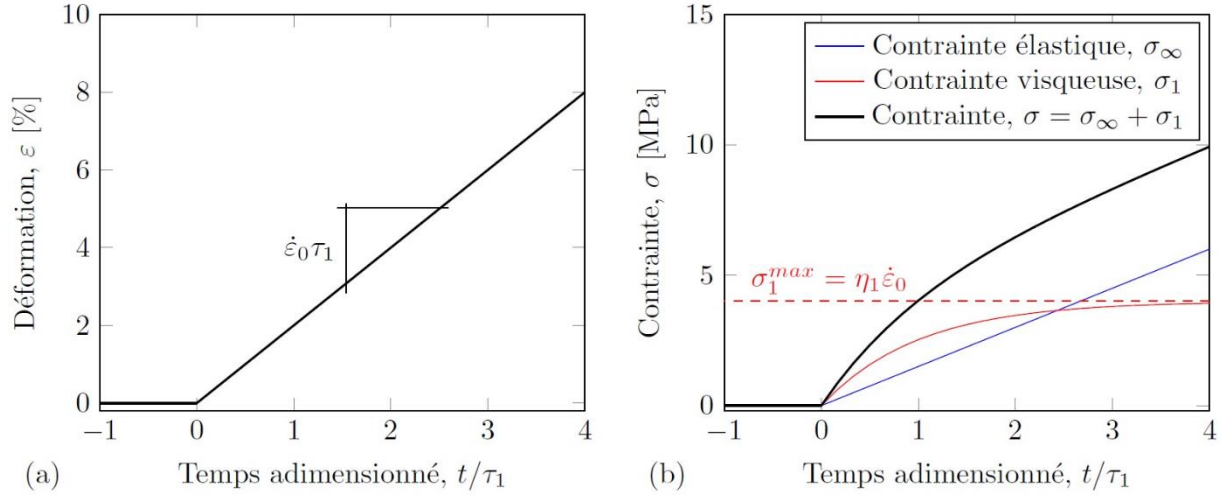 10
8
6
4
2
0
−1 0 1 2 3 4
Déformation, ε [%]
ε̇₀τ₁
(a)
Temps adimensionné, t/τ₁
15
10
5
0
−1 0 1 2 3 4
Contrainte, σ [MPa]
Contrainte élastique, σ∞
Contrainte visqueuse, σ₁
Contrainte, σ = σ∞ + σ₁
σ₁ᵐᵃˣ = η₁ε̇₀
(b)
Temps adimensionné, t/τ₁